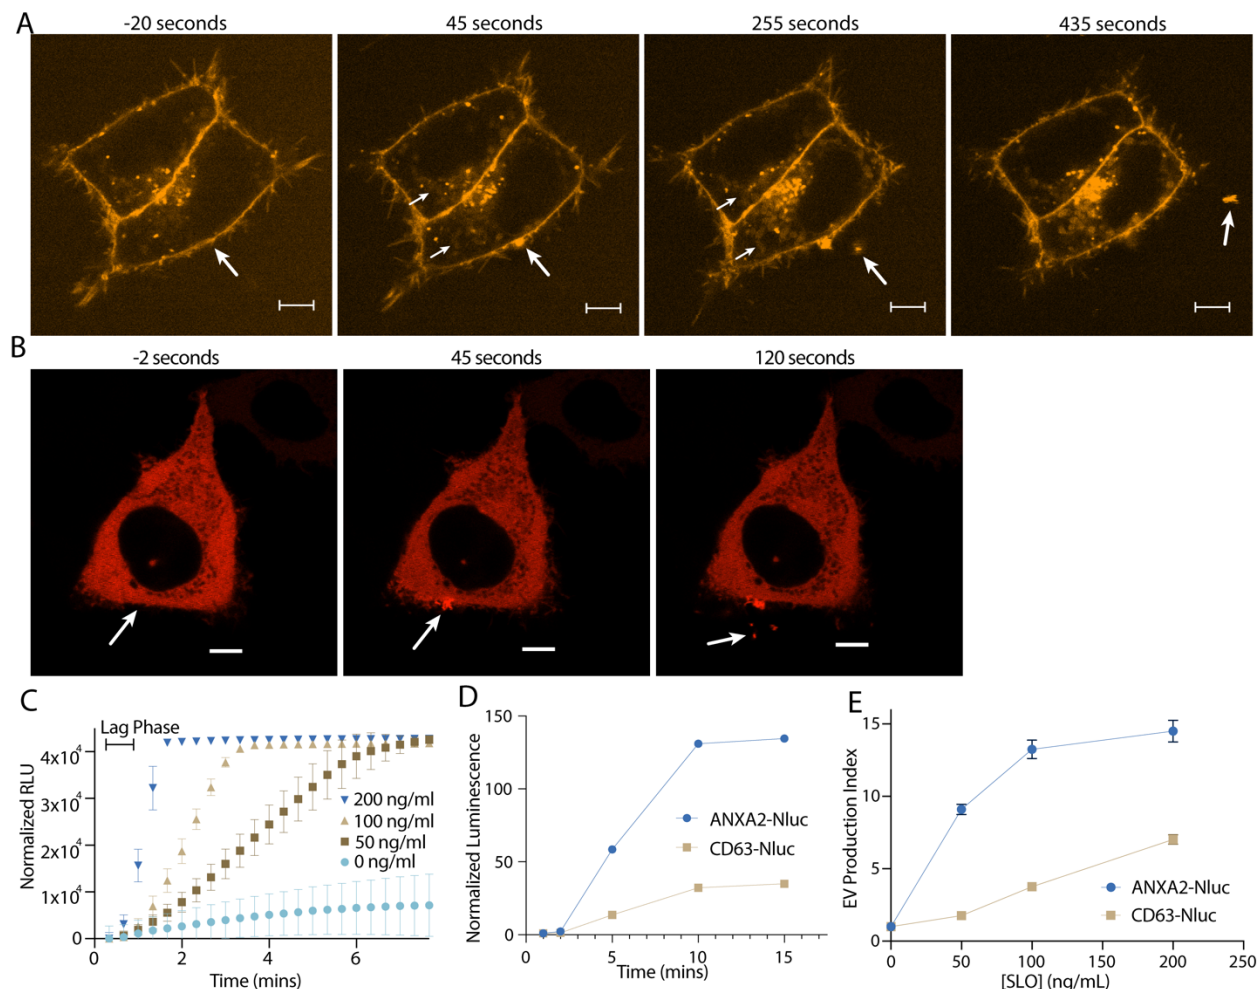 A
-20 seconds
45 seconds
255 seconds
435 seconds
B
-2 seconds
45 seconds
120 seconds
C
Lag Phase
4x10⁴
3x10⁴
2x10⁴
1x10⁴
0
Normalized RLU
200 ng/ml
100 ng/ml
50 ng/ml
0 ng/ml
0 2 4 6
Time (mins)
D
150
100
50
0
Normalized Luminescence
ANXA2-Nluc
CD63-Nluc
0 5 10 15
Time (mins)
E
15
10
5
0
EV Production Index
ANXA2-Nluc
CD63-Nluc
0 50 100 150 200 250
[SLO] (ng/mL)